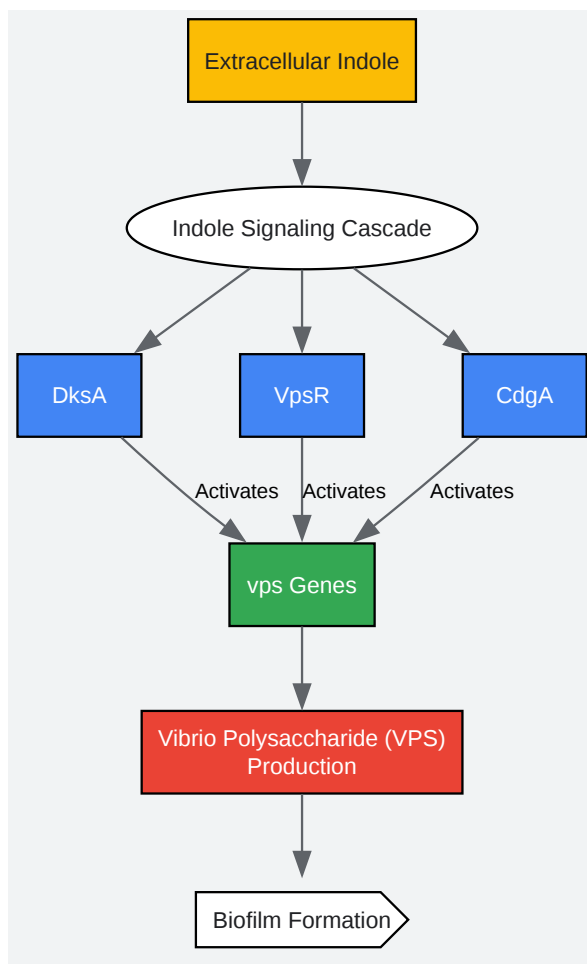 Extracellular Indole
Indole Signaling Cascade
DksA
VpsR
CdgA
Activates
Activates
Activates
vps Genes
Vibrio Polysaccharide (VPS)
Production
Biofilm Formation